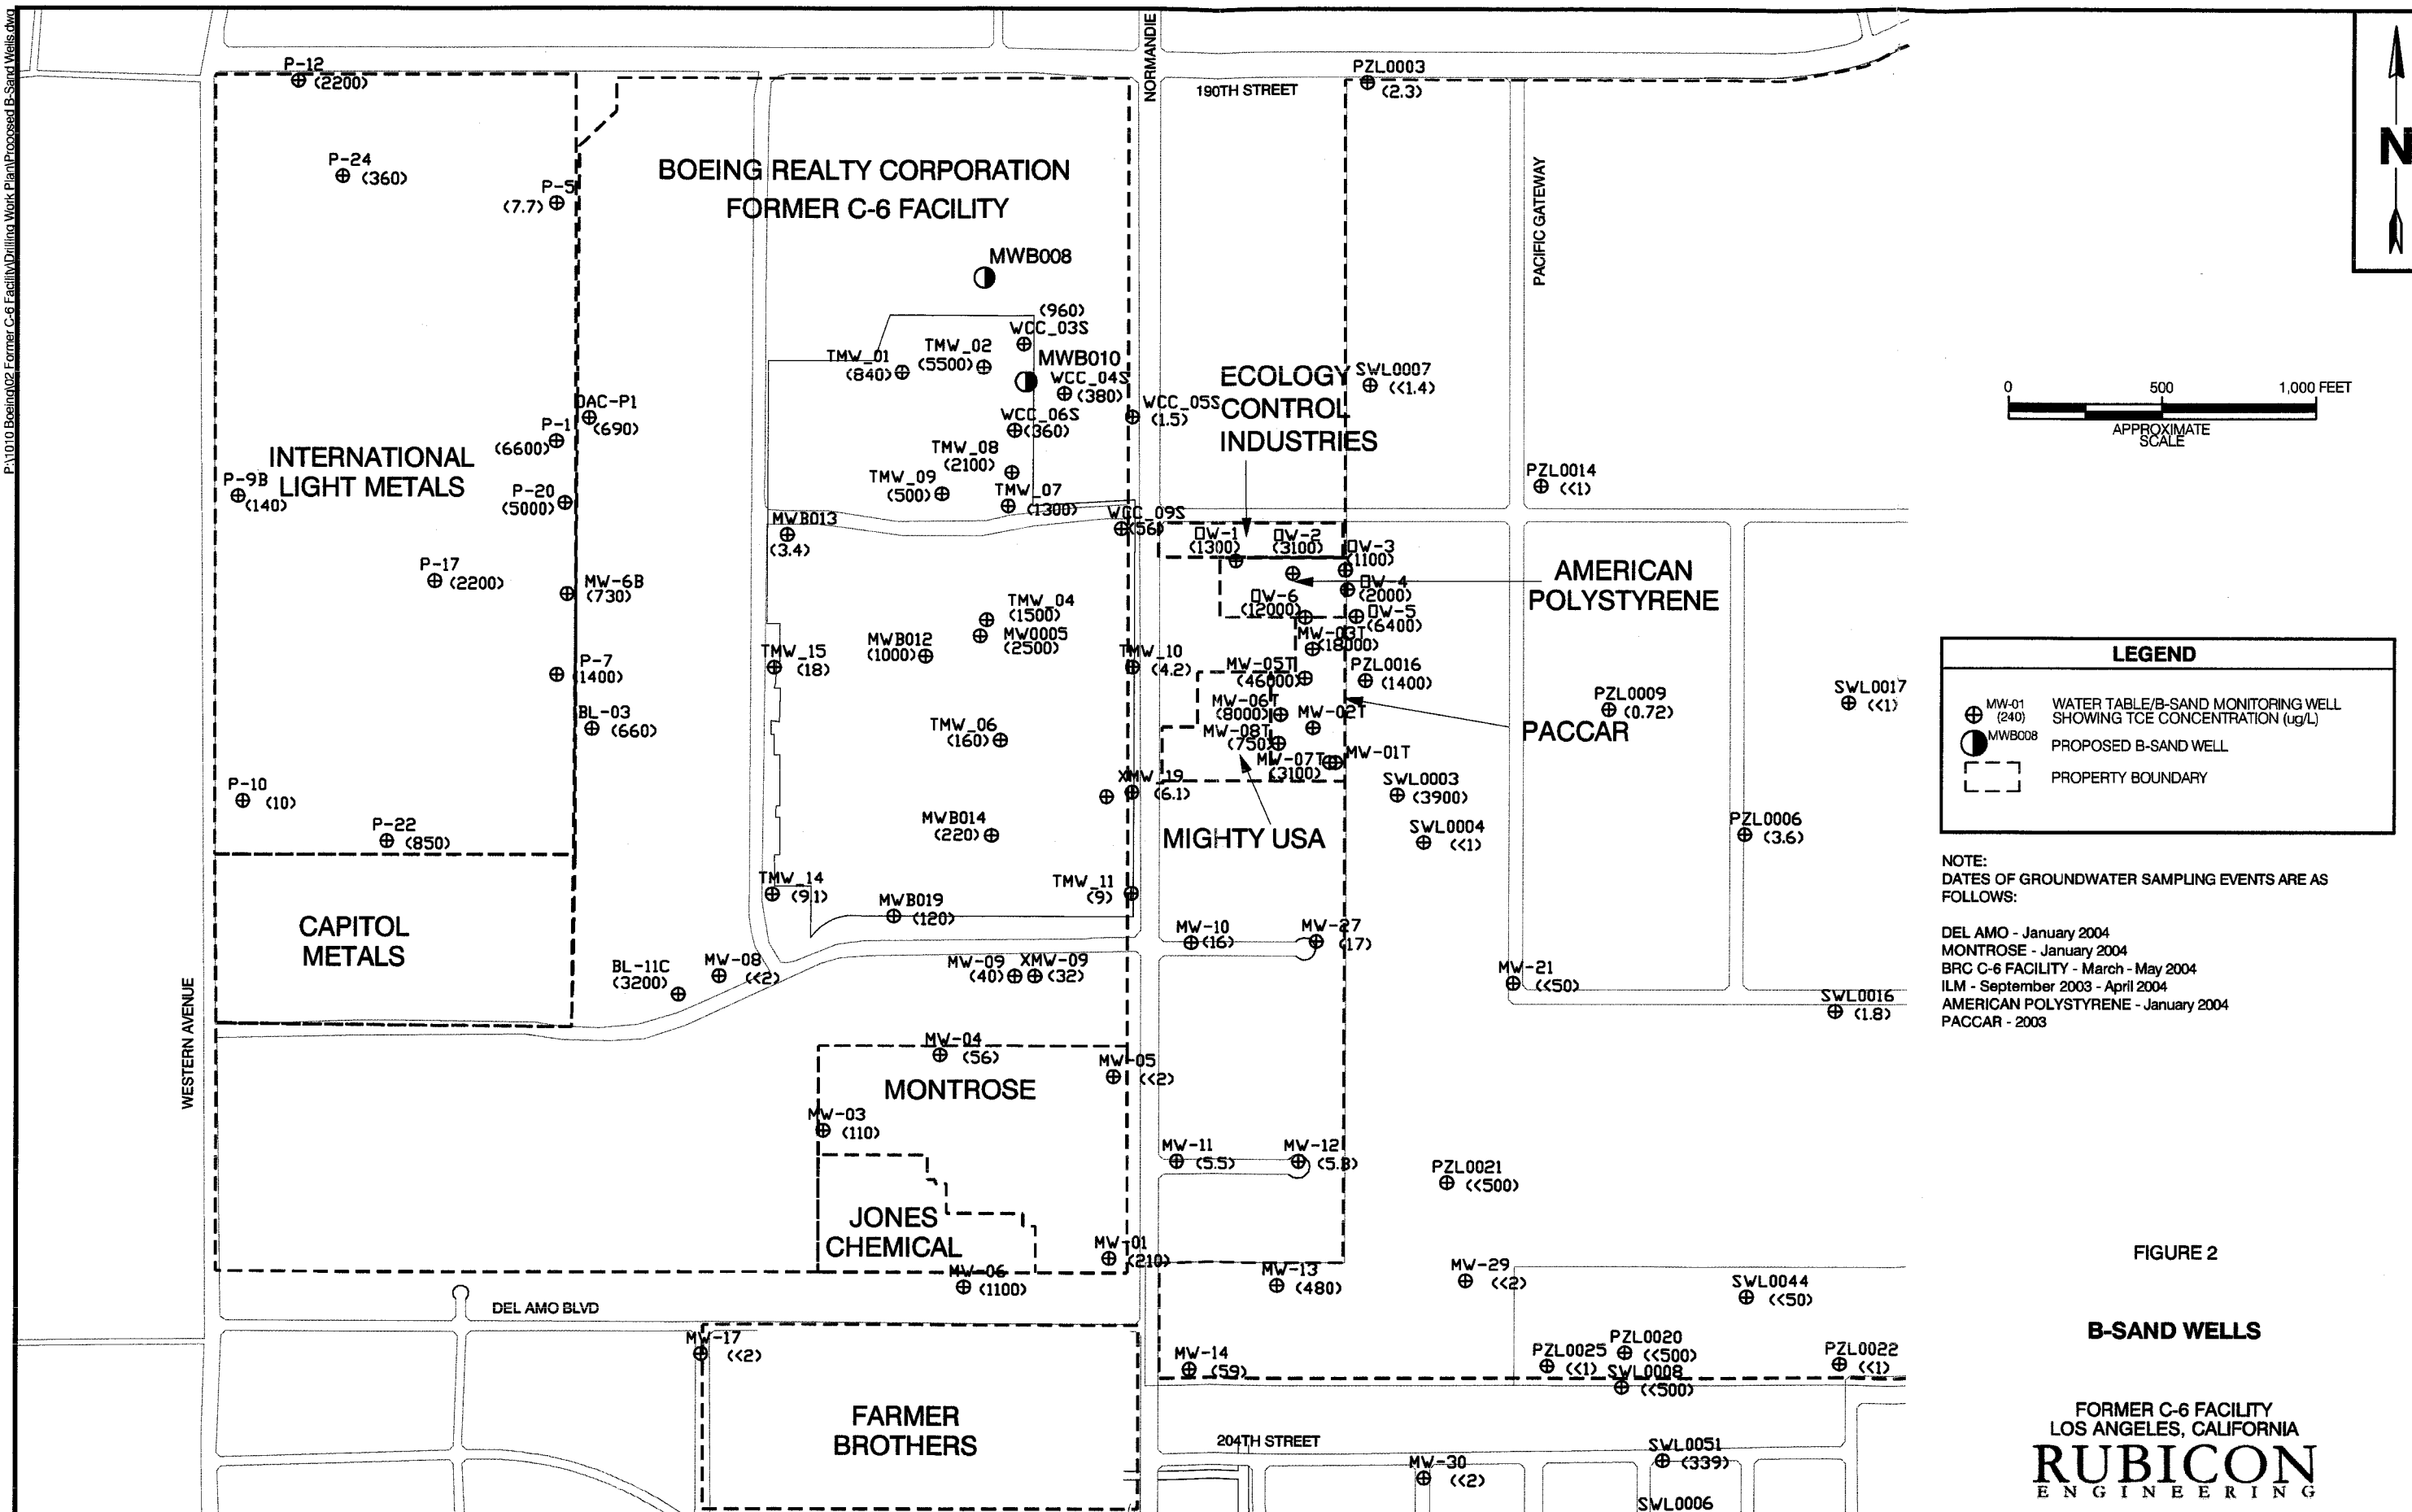 P:\1010 Boeing\02 Former C-6 Facility\Drilling Work Plan\Proposed B-Sand Wells.dwg
P-12
(2200)
NORMANDIE
190TH STREET
PZL0003
(2.3)
N
P-24
(360)
P-5
(7.7)
BOEING REALTY CORPORATION
FORMER C-6 FACILITY
PACIFIC GATEWAY
MWB008
(960)
WCC_03S
TMW_01
(840)
TMW_02
(5500)
MWB010
WCC_04S
(380)
ECOLOGY
CONTROL
INDUSTRIES
SWL0007
(<1.4)
0 500 1,000 FEET
APPROXIMATE
SCALE
DAC-P1
(690)
P-1
(6600)
WCC_06S
(360)
WCC_05S
(1.5)
INTERNATIONAL
LIGHT METALS
TMW_08
(2100)
TMW_09
(500)
TMW_07
(1300)
P-9B
(140)
P-20
(5000)
PZL0014
(<1)
MWB013
(3.4)
WCC_09S
(56)
OW-1
(1300)
OW-2
(3100)
OW-3
(1100)
OW-4
(2000)
AMERICAN
POLYSTYRENE
P-17
(2200)
MW-6B
(730)
TMW_04
(1500)
OW-6
(12000)
OW-5
(6400)
MWB012
(1000)
MW0005
(2500)
MW-03T
(18000)
TMW_15
(18)
TMW_10
(4.2)
MW-05T
(46000)
PZL0016
(1400)
P-7
(1400)
PZL0009
(0.72)
SWL0017
(<1)
LEGEND
MW-01
(240)
WATER TABLE/B-SAND MONITORING WELL
SHOWING TCE CONCENTRATION (ug/L)
MWB008
PROPOSED B-SAND WELL
PROPERTY BOUNDARY
BL-03
(660)
TMW_06
(160)
MW-06T
(8000)
MW-02T
MW-08T
(750)
PACCAR
MW-07T
(3100)
MW-01T
P-10
(10)
XMW_19
(6.1)
SWL0003
(3900)
P-22
(850)
MWB014
(220)
MIGHTY USA
SWL0004
(<1)
PZL0006
(3.6)
NOTE:
DATES OF GROUNDWATER SAMPLING EVENTS ARE AS
FOLLOWS:
DEL AMO - January 2004
MONTROSE - January 2004
BRC C-6 FACILITY - March - May 2004
ILM - September 2003 - April 2004
AMERICAN POLYSTYRENE - January 2004
PACCAR - 2003
TMW_14
(9.1)
MWB019
(120)
TMW_11
(9)
CAPITOL
METALS
MW-10
(16)
MW-27
(17)
BL-11C
(3200)
MW-08
(<2)
MW-09
(40)
XMW-09
(32)
MW-21
(<50)
SWL0016
(1.8)
WESTERN AVENUE
MW-04
(56)
MW-05
(<2)
MONTROSE
MW-03
(110)
MW-11
(5.5)
MW-12
(5.8)
PZL0021
(<500)
JONES
CHEMICAL
MW-01
(210)
MW-06
(1100)
MW-13
(480)
MW-29
(<2)
SWL0044
(<50)
FIGURE 2
DEL AMO BLVD
B-SAND WELLS
MW-17
(<2)
MW-14
(59)
PZL0025
(<1)
PZL0020
(<500)
SWL0008
(<500)
PZL0022
(<1)
FARMER
BROTHERS
204TH STREET
SWL0051
(339)
MW-30
(<2)
SWL0006
FORMER C-6 FACILITY
LOS ANGELES, CALIFORNIA
RUBICON
ENGINEERING